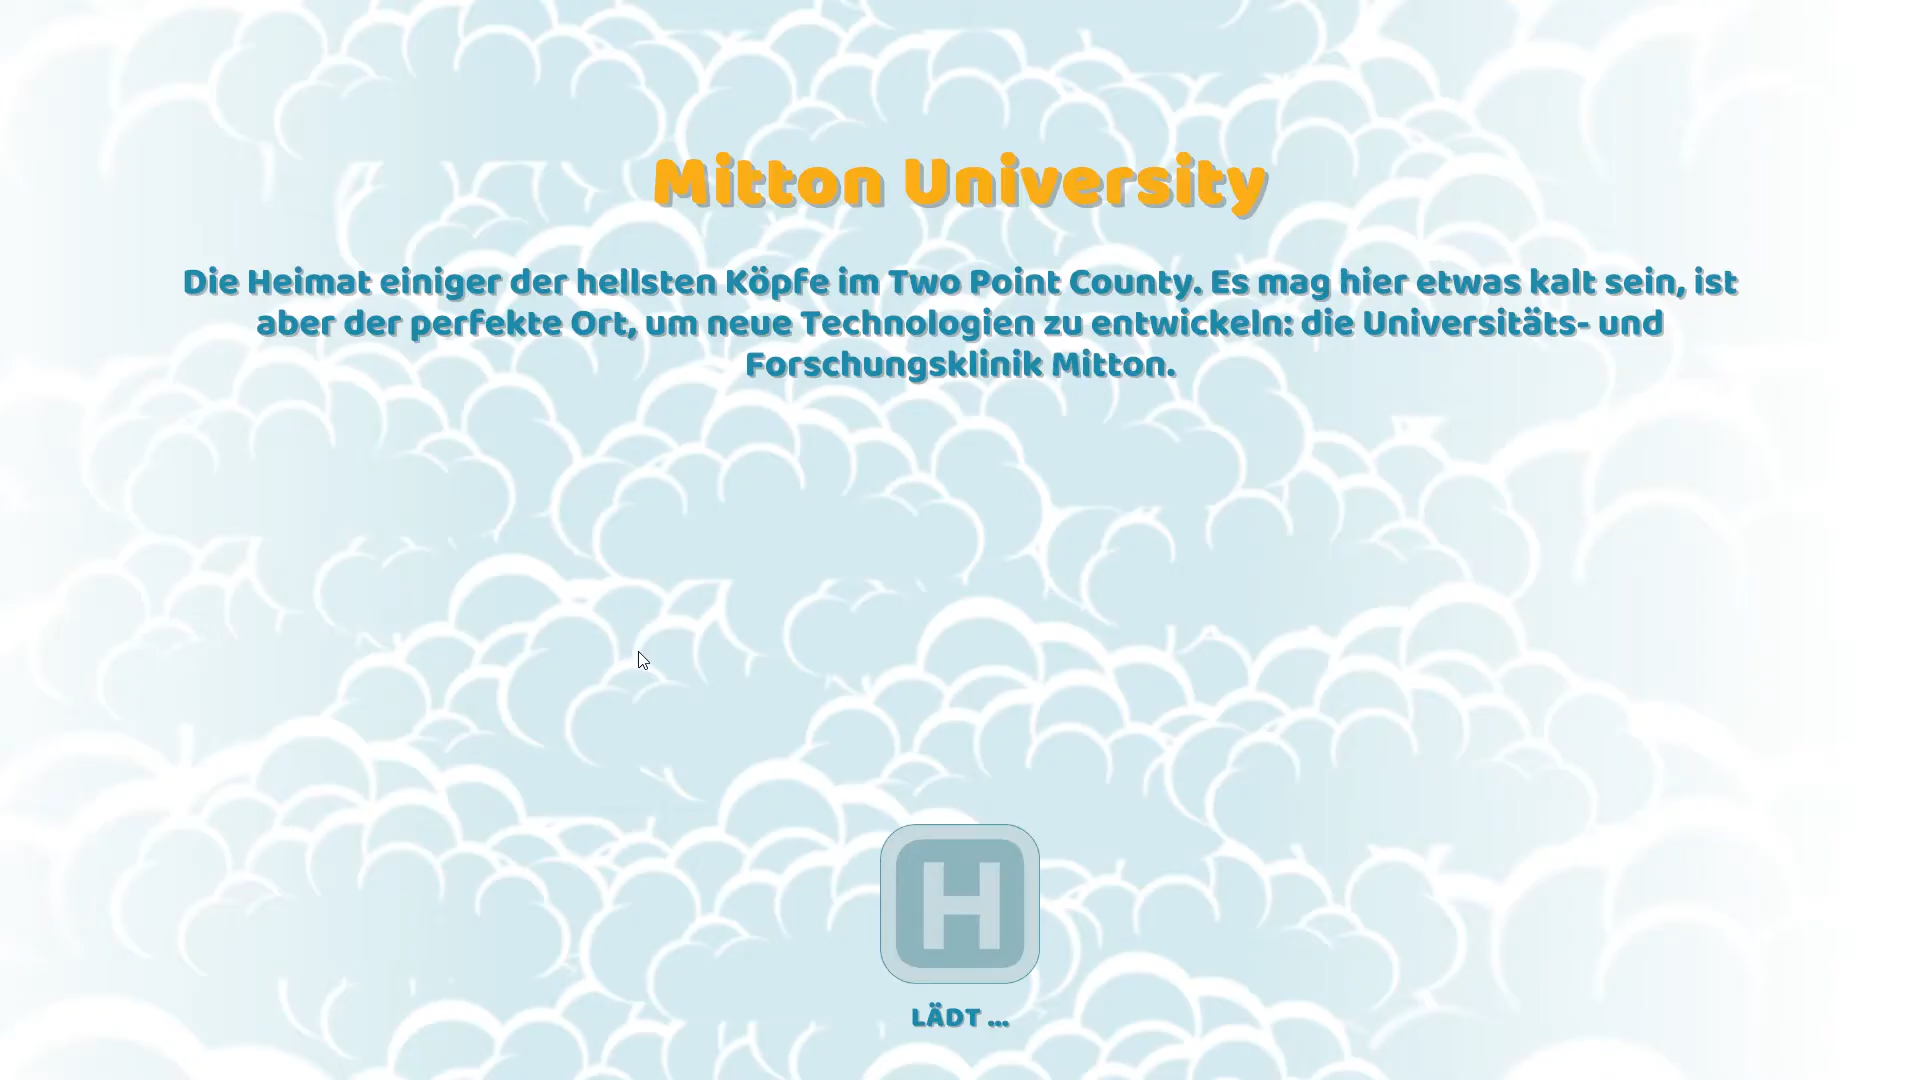 Mitton University
Die Heimat einiger der hellsten Köpfe im Two Point County. Es mag hier etwas kalt sein, ist
aber der perfekte Ort, um neue Technologien zu entwickeln: die Universitäts- und
Forschungsklinik Mitton.
H
LÄDT ...